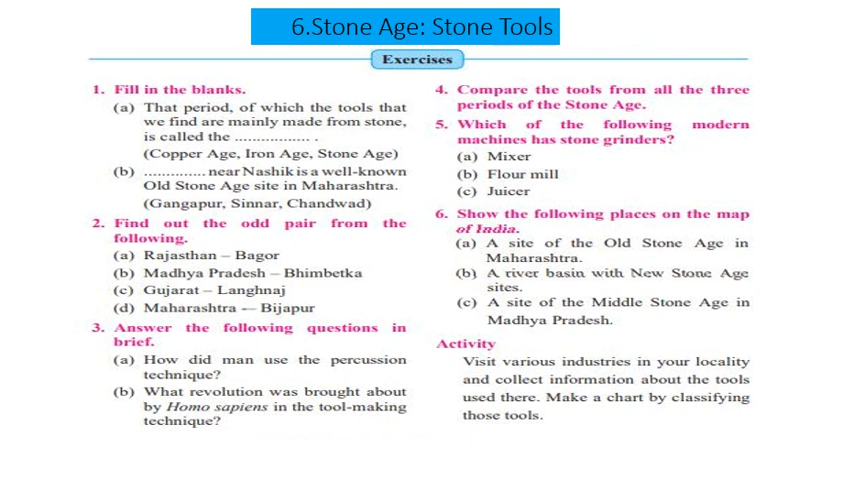 6.Stone Age: Stone Tools
Exercises
1. Fill in the blanks.
(a) That period, of which the tools that
we find are mainly made from stone,
is called the ................. .
(Copper Age, Iron Age, Stone Age)
(b) ............. near Nashik is a well-known
Old Stone Age site in Maharashtra.
(Gangapur, Sinnar, Chandwad)
2. Find out the odd pair from the
following.
(a) Rajasthan – Bagor
(b) Madhya Pradesh – Bhimbetka
(c) Gujarat – Langhnaj
(d) Maharashtra – Bijapur
3. Answer the following questions in
brief.
(a) How did man use the percussion
technique?
(b) What revolution was brought about
by Homo sapiens in the tool-making
technique?
4. Compare the tools from all the three
periods of the Stone Age.
5. Which of the following modern
machines has stone grinders?
(a) Mixer
(b) Flour mill
(c) Juicer
6. Show the following places on the map
of India.
(a) A site of the Old Stone Age in
Maharashtra.
(b) A river basin with New Stone Age
sites.
(c) A site of the Middle Stone Age in
Madhya Pradesh.
Activity
Visit various industries in your locality
and collect information about the tools
used there. Make a chart by classifying
those tools.